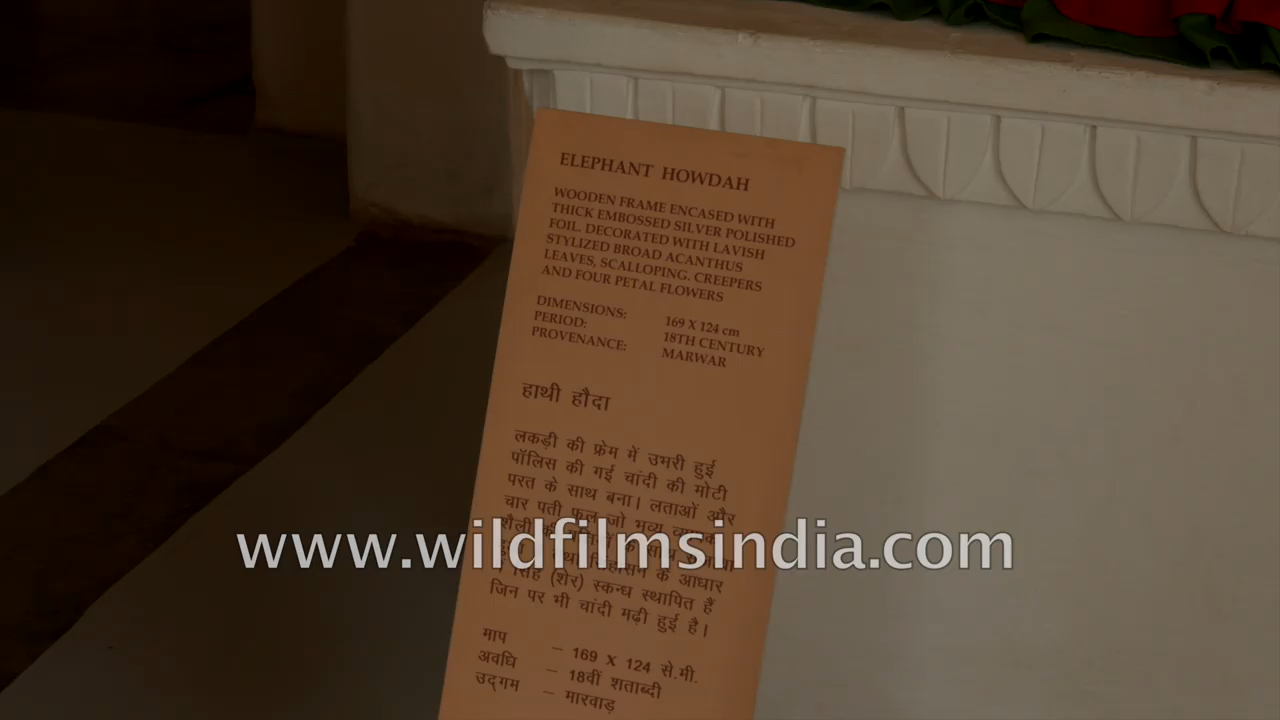 ELEPHANT HOWDAH
WOODEN FRAME ENCASED WITH
THICK EMBOSSED SILVER POLISHED
FOIL. DECORATED WITH LAVISH
STYLIZED BROAD ACANTHUS
LEAVES, SCALLOPING. CREEPERS
AND FOUR PETAL FLOWERS
DIMENSIONS: 169 X 124 cm
PERIOD: 18TH CENTURY
PROVENANCE: MARWAR
हाथी हौदा
लकड़ी की फ्रेम में उभरी हुई
पॉलिस की गई चांदी की मोटी
परत के साथ बना। लताओं और
चार पती फूल जो भव्य
शैली की
के आधार
सिंह (शेर) स्कन्ध स्थापित हैं
जिन पर भी चांदी मढ़ी हुई है।
माप – 169 X 124 से.मी.
अवधि – 18वीं शताब्दी
उद्गम – मारवाड़
www.wildfilmsindia.com